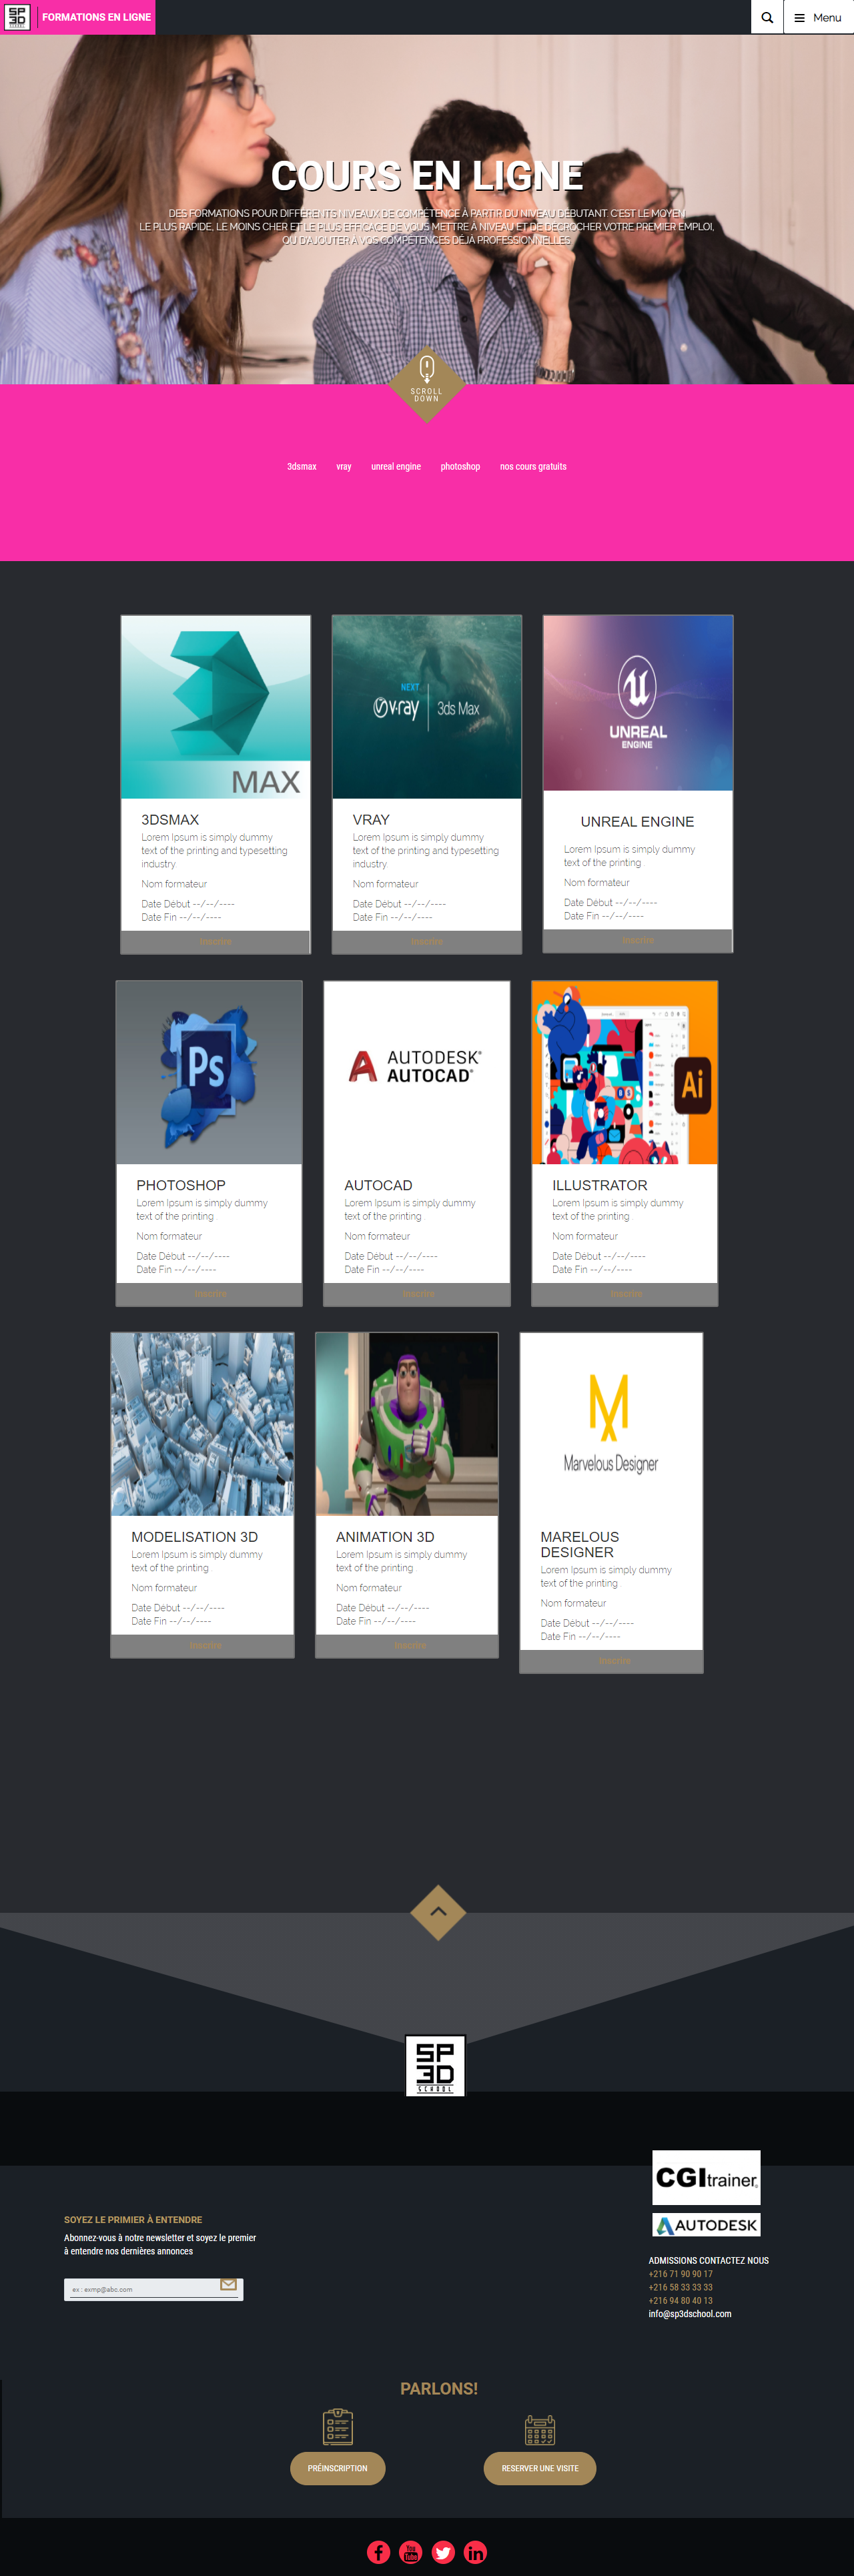 SP3D
SCHOOL
FORMATIONS EN LIGNE
Menu
COURS EN LIGNE
DES FORMATIONS POUR DIFFÉRENTS NIVEAUX DE COMPÉTENCE À PARTIR DU NIVEAU DÉBUTANT. C'EST LE MOYEN
LE PLUS RAPIDE, LE MOINS CHER ET LE PLUS EFFICACE DE VOUS METTRE À NIVEAU ET DE DÉCROCHER VOTRE PREMIER EMPLOI,
OU D'AJOUTER À VOS COMPÉTENCES DÉJÀ PROFESSIONNELLES
SCROLL
DOWN
3dsmax vray unreal engine photoshop nos cours gratuits
MAX
NEXT.
v·ray 3ds Max
UNREAL
ENGINE
3DSMAX
Lorem Ipsum is simply dummy
text of the printing and typesetting
industry.
Nom formateur
Date Début --/--/----
Date Fin --/--/----
Inscrire
VRAY
Lorem Ipsum is simply dummy
text of the printing and typesetting
industry.
Nom formateur
Date Début --/--/----
Date Fin --/--/----
Inscrire
UNREAL ENGINE
Lorem Ipsum is simply dummy
text of the printing .
Nom formateur
Date Début --/--/----
Date Fin --/--/----
Inscrire
Ps
AUTODESK®
AUTOCAD®
Ai
PHOTOSHOP
Lorem Ipsum is simply dummy
text of the printing .
Nom formateur
Date Début --/--/----
Date Fin --/--/----
Inscrire
AUTOCAD
Lorem Ipsum is simply dummy
text of the printing .
Nom formateur
Date Début --/--/----
Date Fin --/--/----
Inscrire
ILLUSTRATOR
Lorem Ipsum is simply dummy
text of the printing .
Nom formateur
Date Début --/--/----
Date Fin --/--/----
Inscrire
Marvelous Designer
MODELISATION 3D
Lorem Ipsum is simply dummy
text of the printing .
Nom formateur
Date Début --/--/----
Date Fin --/--/----
Inscrire
ANIMATION 3D
Lorem Ipsum is simply dummy
text of the printing .
Nom formateur
Date Début --/--/----
Date Fin --/--/----
Inscrire
MARELOUS
DESIGNER
Lorem Ipsum is simply dummy
text of the printing .
Nom formateur
Date Début --/--/----
Date Fin --/--/----
Inscrire
SP
3D
SCHOOL
CGItrainer®
AUTODESK
SOYEZ LE PRIMIER À ENTENDRE
Abonnez-vous à notre newsletter et soyez le premier
à entendre nos dernières annonces
ex : exmp@abc.com
ADMISSIONS CONTACTEZ NOUS
+216 71 90 90 17
+216 58 33 33 33
+216 94 80 40 13
info@sp3dschool.com
PARLONS!
PRÉINSCRIPTION
RESERVER UNE VISITE
You
Tube